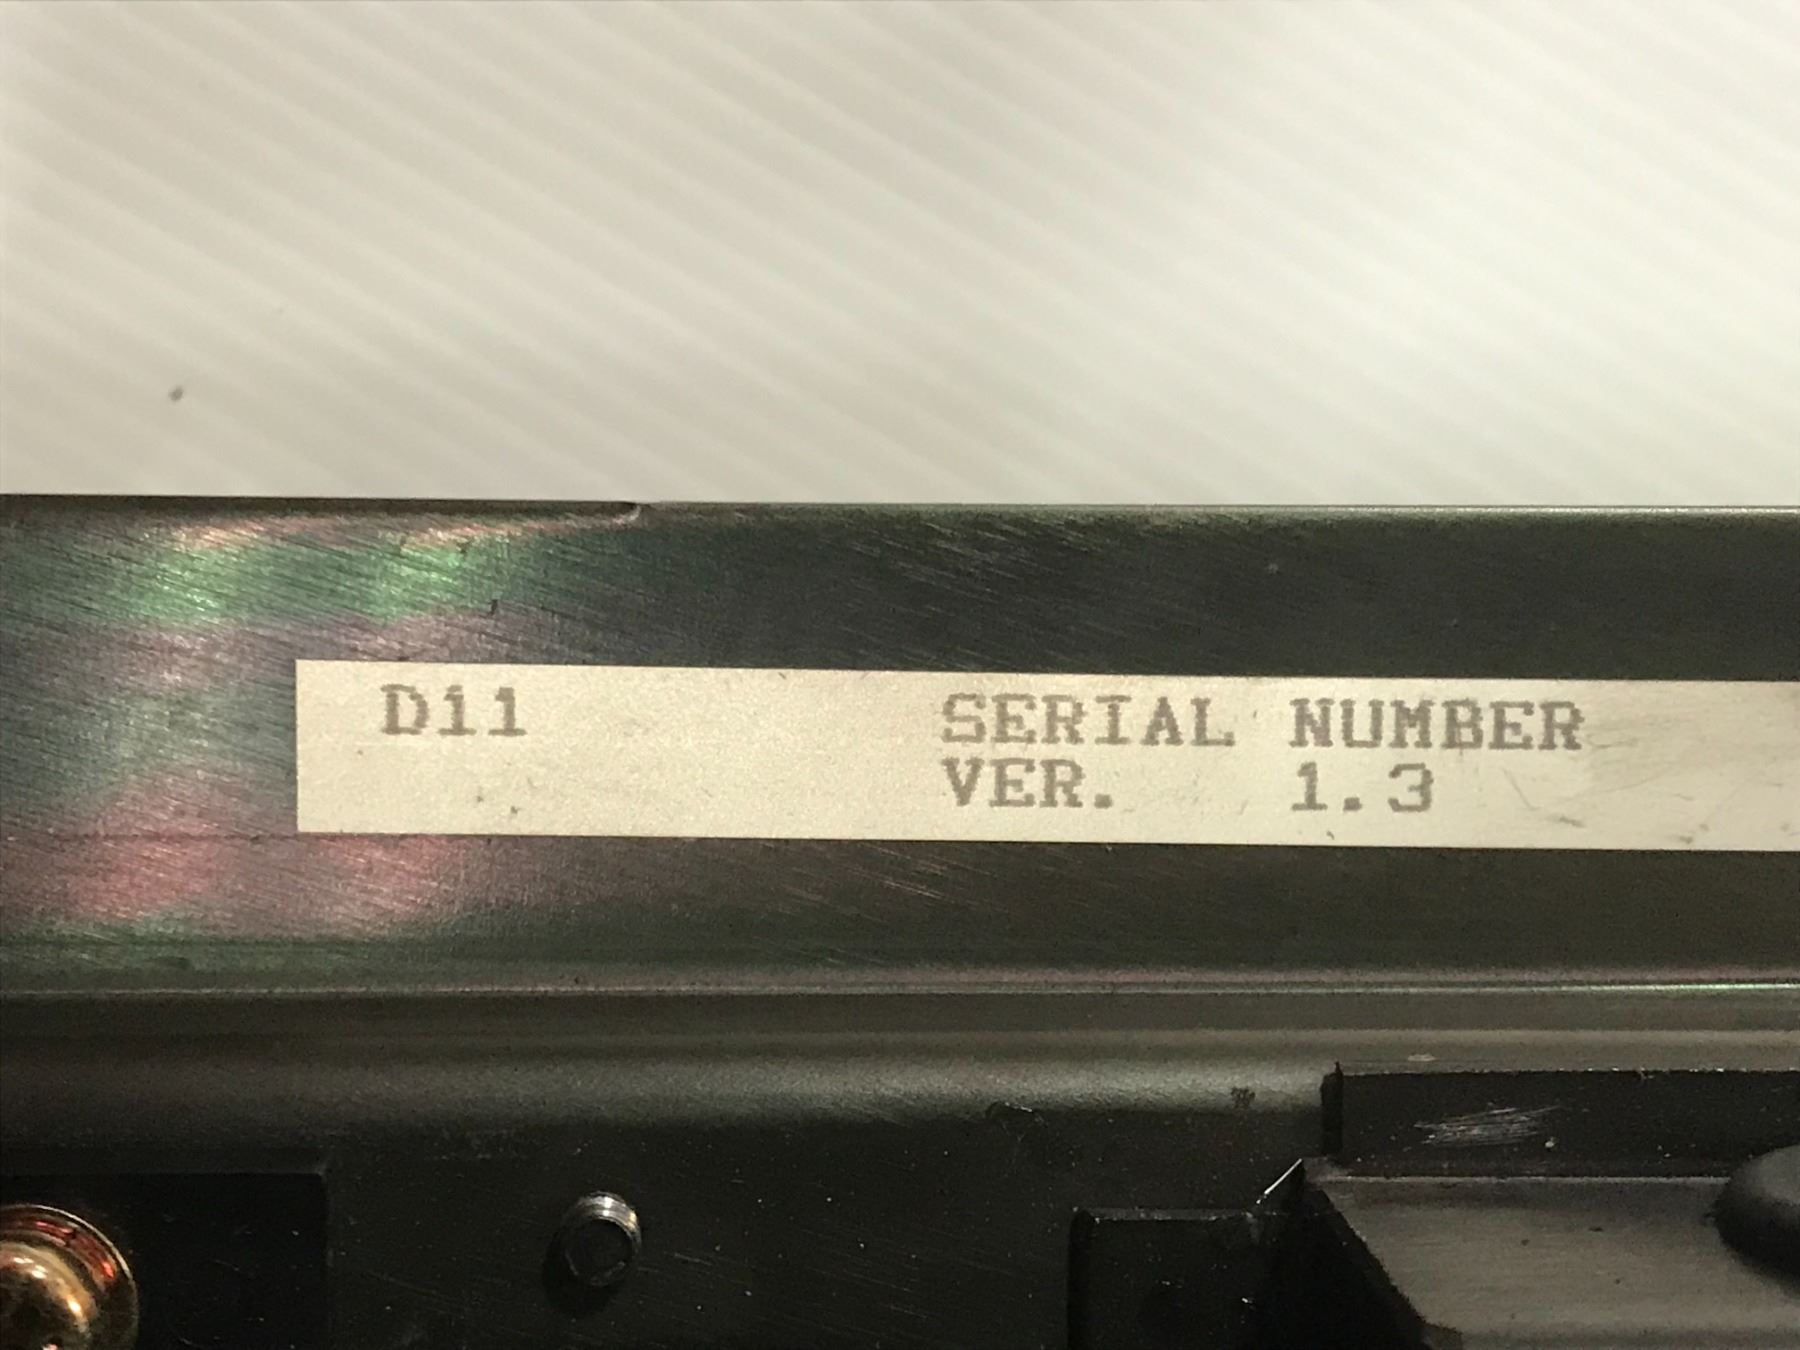 D11 SERIAL NUMBER
VER. 1.3